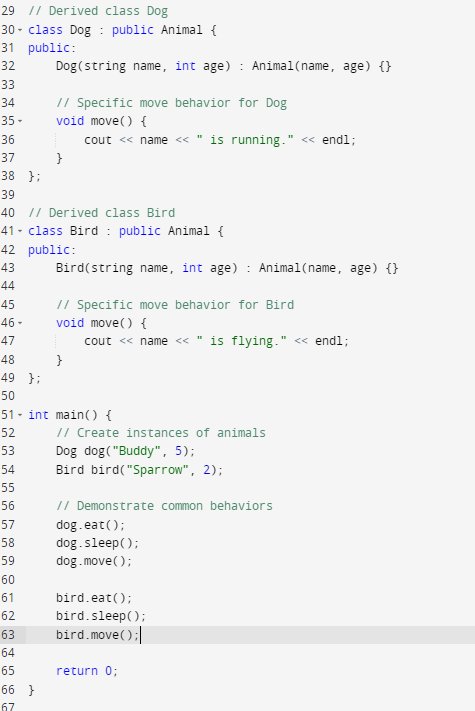 29 // Derived class Dog
30 class Dog : public Animal {
31 public:
32     Dog(string name, int age) : Animal(name, age) {}
33
34     // Specific move behavior for Dog
35     void move() {
36         cout << name << " is running." << endl;
37     }
38 };
39
40 // Derived class Bird
41 class Bird : public Animal {
42 public:
43     Bird(string name, int age) : Animal(name, age) {}
44
45     // Specific move behavior for Bird
46     void move() {
47         cout << name << " is flying." << endl;
48     }
49 };
50
51 int main() {
52     // Create instances of animals
53     Dog dog("Buddy", 5);
54     Bird bird("Sparrow", 2);
55
56     // Demonstrate common behaviors
57     dog.eat();
58     dog.sleep();
59     dog.move();
60
61     bird.eat();
62     bird.sleep();
63     bird.move();
64
65     return 0;
66 }
67